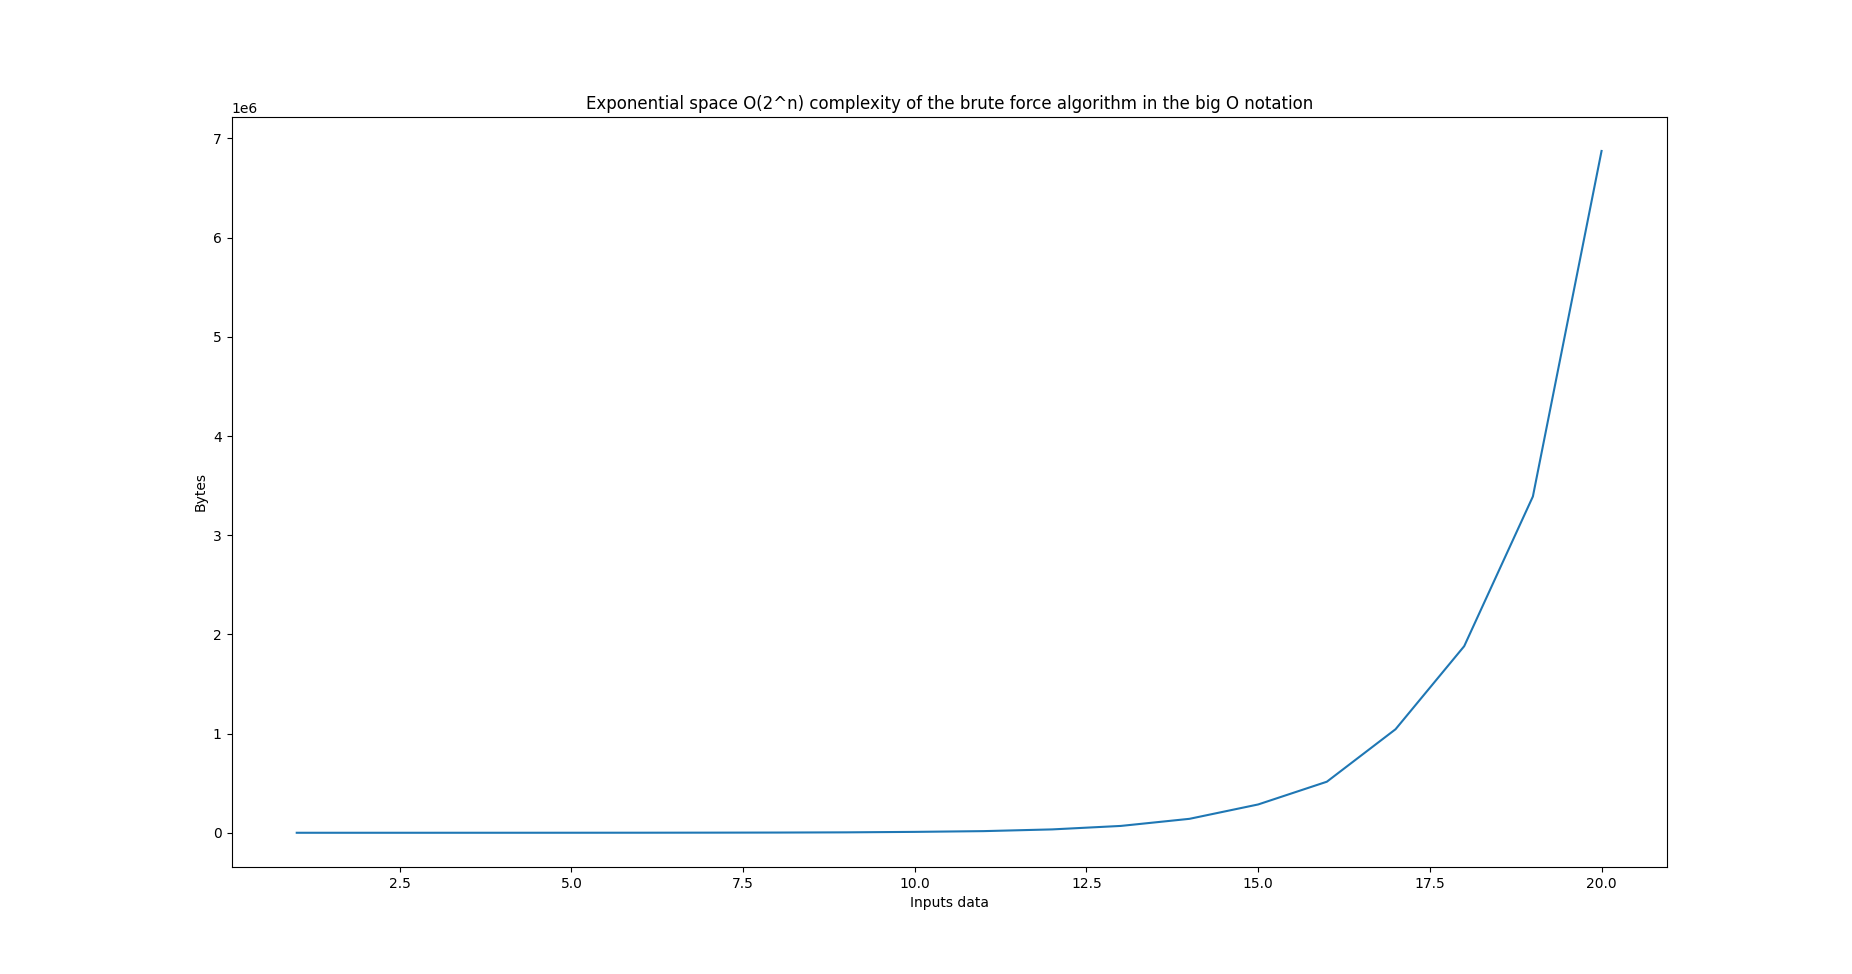 Exponential space O(2^n) complexity of the brute force algorithm in the big O notation
1e6
7
6
5
4
3
2
1
0
Bytes
2.5 5.0 7.5 10.0 12.5 15.0 17.5 20.0
Inputs data